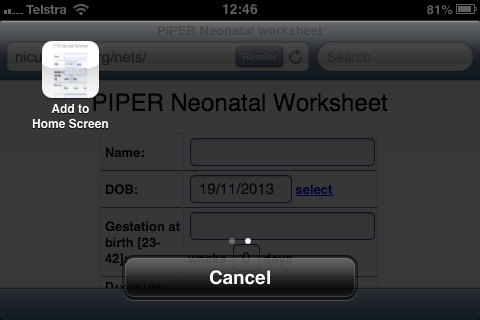 Telstra 12:46 81%
PIPER Neonatal worksheet
nicu rg/nets/ Reader Search
Add to
Home Screen
PIPER Neonatal Worksheet
Name:
DOB: 19/11/2013 select
Gestation at
birth [23-
42]:
weeks 0 days
Cancel